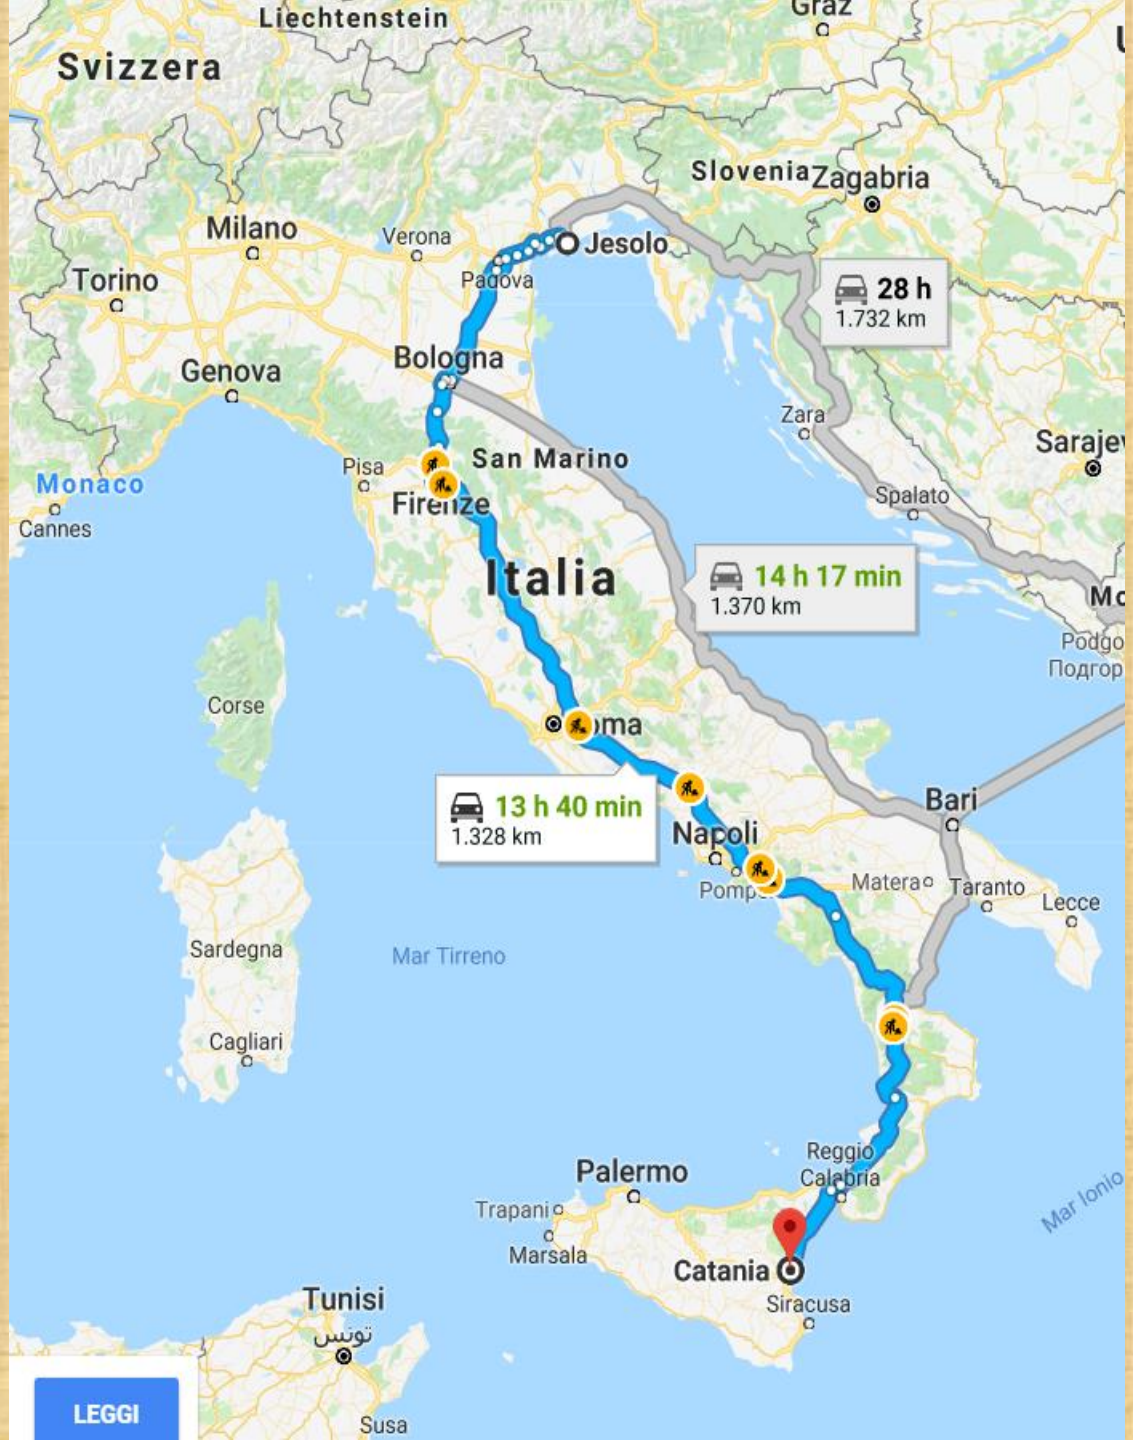 Liechtenstein
Graz
Svizzera
Slovenia
Zagabria
Milano
Verona
Jesolo
Torino
Padova
28 h
1.732 km
Genova
Bologna
Zara
Pisa
San Marino
Sarajev
Monaco
Cannes
Firenze
Spalato
Italia
14 h 17 min
1.370 km
Mo
Podgo
Подгор
Corse
oma
13 h 40 min
1.328 km
Bari
Napoli
Pompe
Matera
Taranto
Lecce
Sardegna
Mar Tirreno
Cagliari
Reggio
Calabria
Palermo
Trapani
Marsala
Mar Ionio
Catania
Siracusa
Tunisi
تونس
LEGGI
Susa